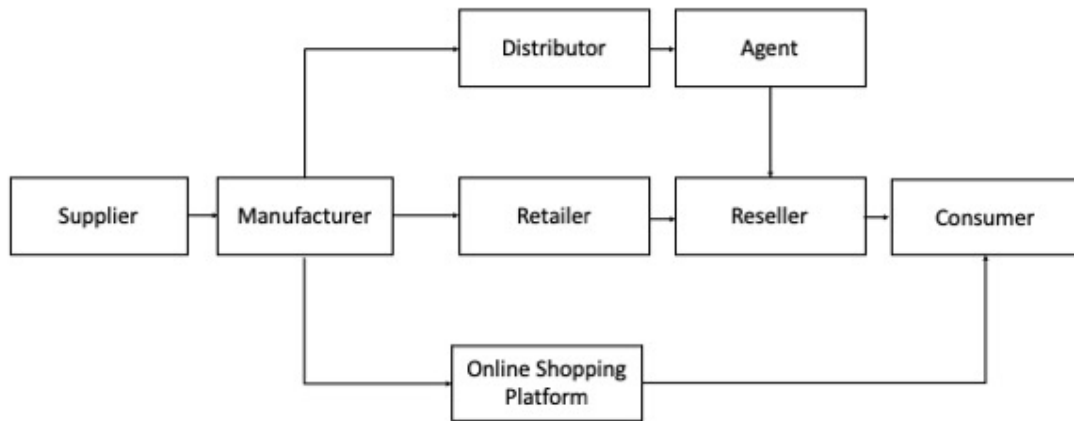 Distributor
Agent
Supplier
Manufacturer
Retailer
Reseller
Consumer
Online Shopping
Platform